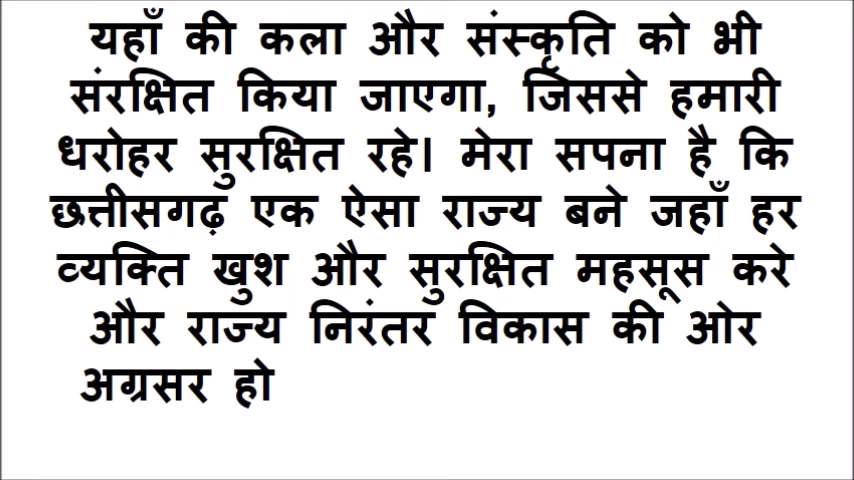 यहाँ की कला और संस्कृति को भी
संरक्षित किया जाएगा, जिससे हमारी
धरोहर सुरक्षित रहे। मेरा सपना है कि
छत्तीसगढ़ एक ऐसा राज्य बने जहाँ हर
व्यक्ति खुश और सुरक्षित महसूस करे
और राज्य निरंतर विकास की ओर
अग्रसर हो